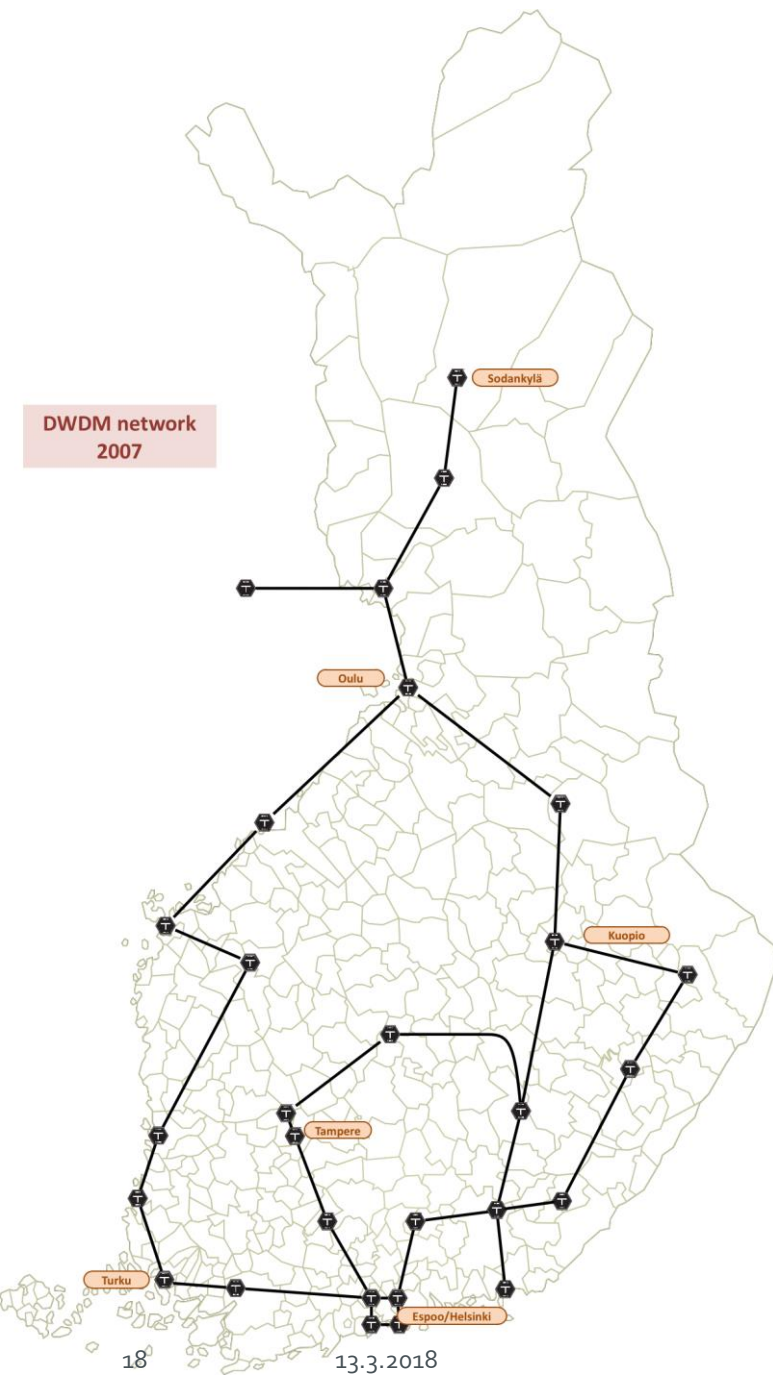 Sodankylä
DWDM network
2007
Oulu
Kuopio
Tampere
Turku
Espoo/Helsinki
18
13.3.2018